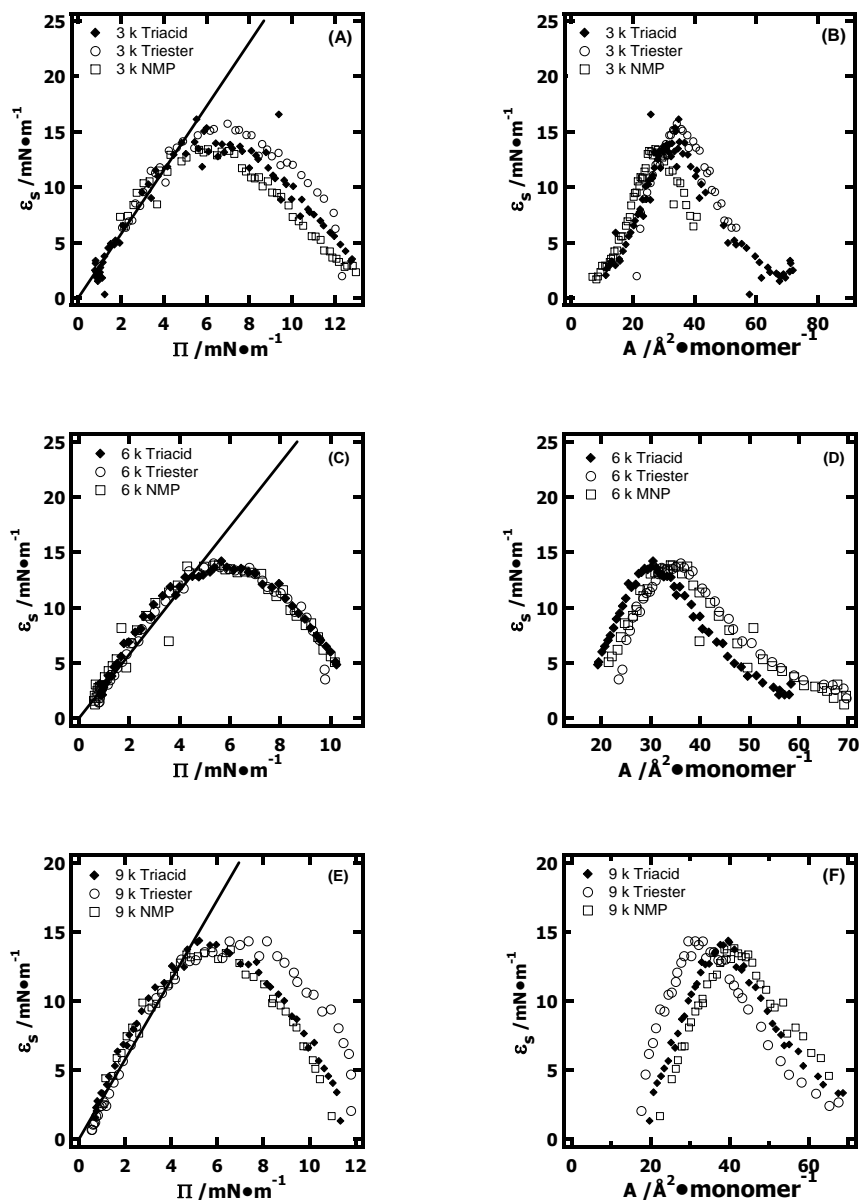 (A)
◆ 3 k Triacid
○ 3 k Triester
□ 3 k NMP
ε_s /mN●m⁻¹
25
20
15
10
5
0
0 2 4 6 8 10 12
Π /mN●m⁻¹
(B)
◆ 3 k Triacid
○ 3 k Triester
□ 3 k NMP
ε_s /mN●m⁻¹
25
20
15
10
5
0
0 20 40 60 80
A /Å²●monomer⁻¹
(C)
◆ 6 k Triacid
○ 6 k Triester
□ 6 k NMP
ε_s /mN●m⁻¹
25
20
15
10
5
0
0 2 4 6 8 10
Π /mN●m⁻¹
(D)
◆ 6 k Triacid
○ 6 k Triester
□ 6 k MNP
ε_s /mN●m⁻¹
25
20
15
10
5
0
20 30 40 50 60 70
A /Å²●monomer⁻¹
(E)
◆ 9 k Triacid
○ 9 k Triester
□ 9 k NMP
ε_s /mN●m⁻¹
20
15
10
5
0
0 2 4 6 8 10 12
Π /mN●m⁻¹
(F)
◆ 9 k Triacid
○ 9 k Triester
□ 9 k NMP
ε_s /mN●m⁻¹
20
15
10
5
0
0 20 40 60
A /Å²●monomer⁻¹